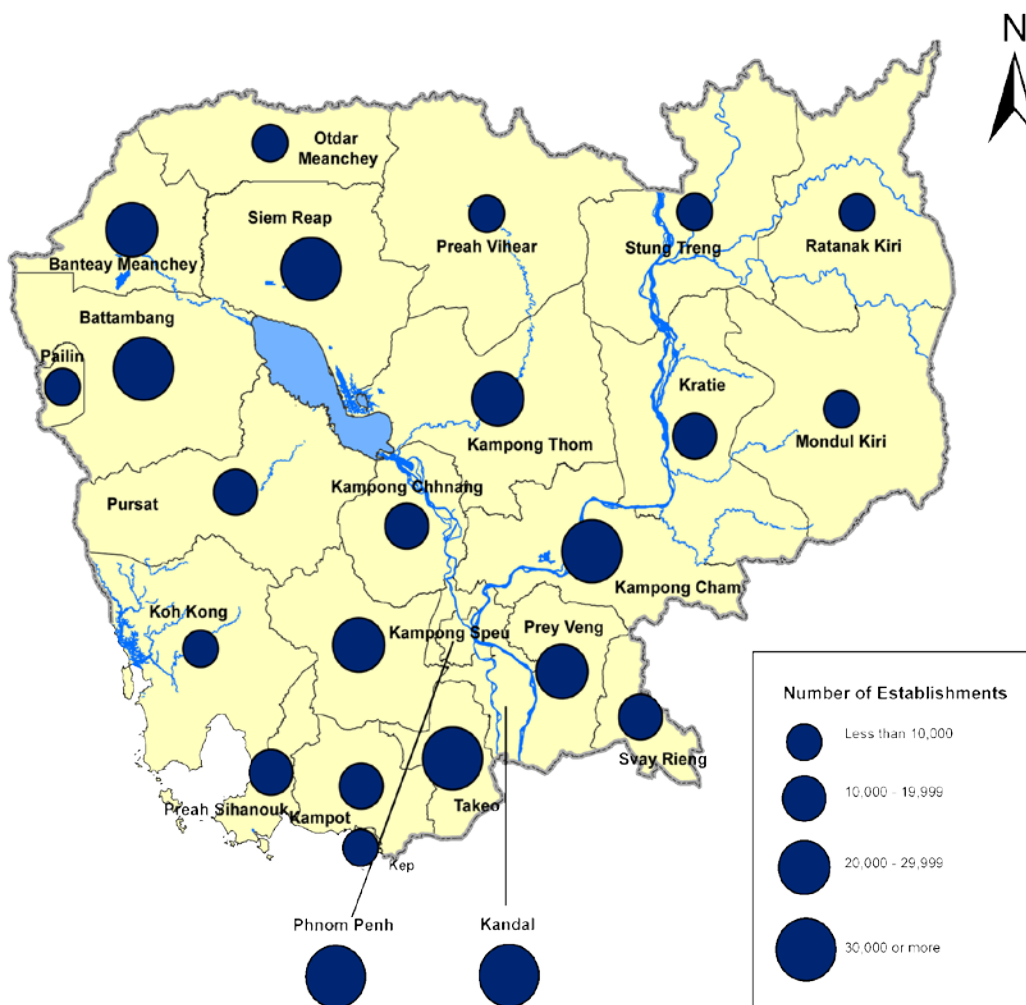 N
Otdar
Meanchey
Siem Reap
Preah Vihear
Stung Treng
Ratanak Kiri
Banteay Meanchey
Battambang
Pailin
Kratie
Kampong Thom
Mondul Kiri
Kampong Chhnang
Pursat
Kampong Cham
Koh Kong
Kampong Speu
Prey Veng
Svay Rieng
Preah Sihanouk
Kampot
Takeo
Kep
Phnom Penh
Kandal
Number of Establishments
Less than 10,000
10,000 - 19,999
20,000 - 29,999
30,000 or more